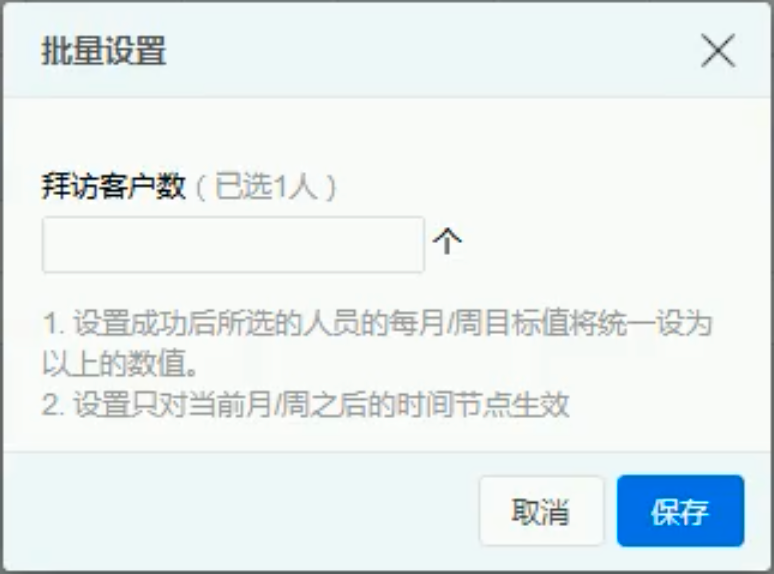 批量设置
拜访客户数（已选1人）
个
1. 设置成功后所选的人员的每月/周目标值将统一设为
以上的数值。
2. 设置只对当前月/周之后的时间节点生效
取消
保存